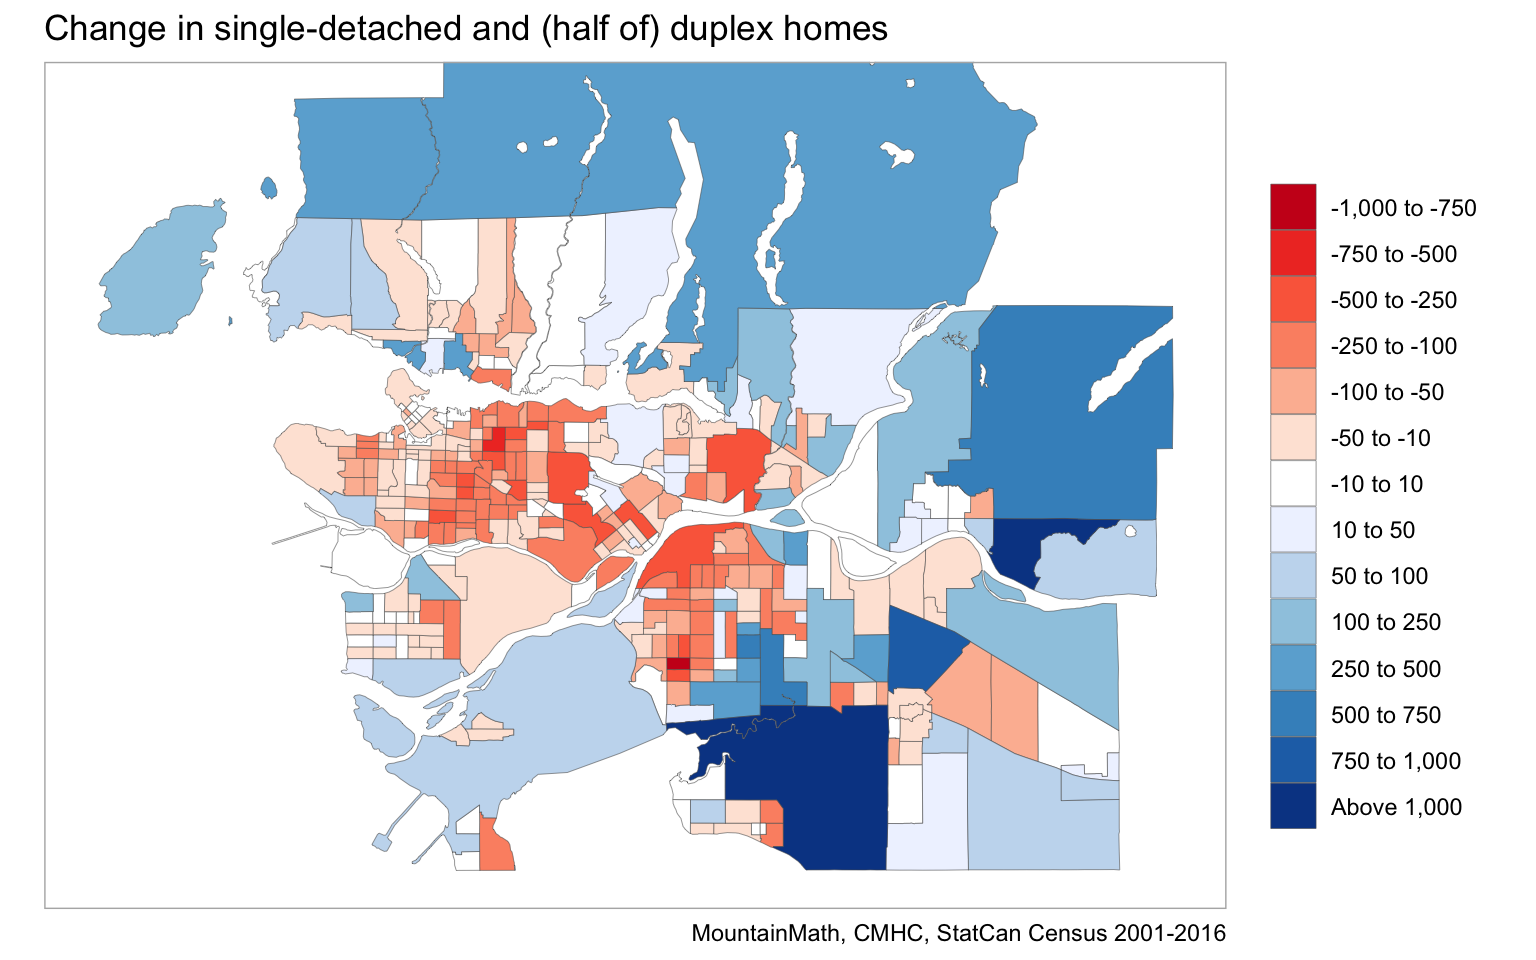 Change in single-detached and (half of) duplex homes
-1,000 to -750
-750 to -500
-500 to -250
-250 to -100
-100 to -50
-50 to -10
-10 to 10
10 to 50
50 to 100
100 to 250
250 to 500
500 to 750
750 to 1,000
Above 1,000
MountainMath, CMHC, StatCan Census 2001-2016